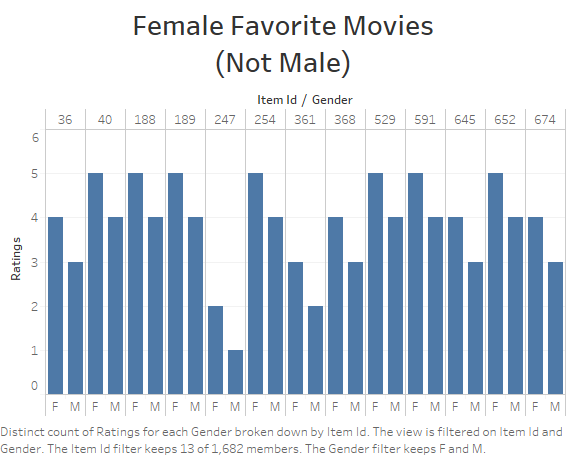 Female Favorite Movies
(Not Male)
Item Id / Gender
36 40 188 189 247 254 361 368 529 591 645 652 674
6
5
4
3
2
1
0
Ratings
F M F M F M F M F M F M F M F M F M F M F M F M F M
Distinct count of Ratings for each Gender broken down by Item Id. The view is filtered on Item Id and
Gender. The Item Id filter keeps 13 of 1,682 members. The Gender filter keeps F and M.